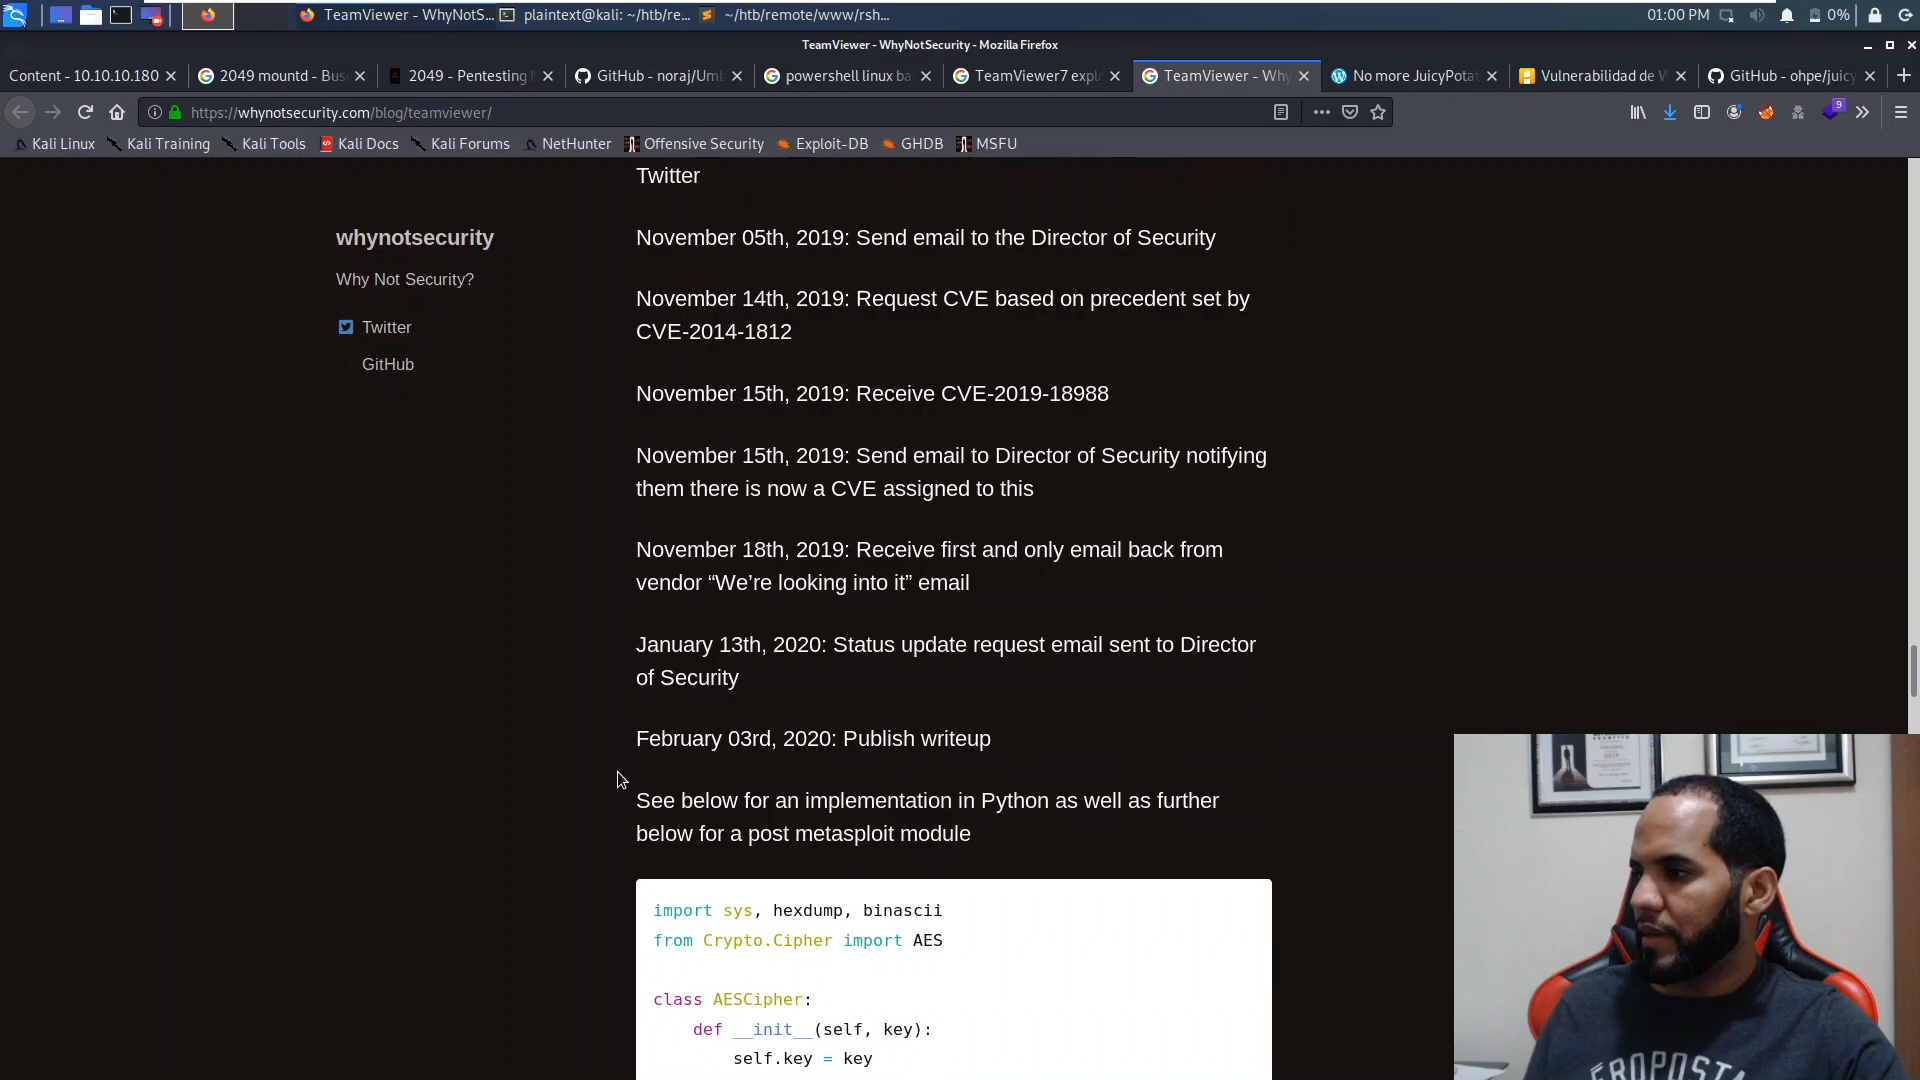 TeamViewer - WhyNotS...
plaintext@kali: ~/htb/re...
~/htb/remote/www/rsh...
01:00 PM
0%
TeamViewer - WhyNotSecurity - Mozilla Firefox
Content - 10.10.10.180
2049 mountd - Bus
2049 - Pentesting
GitHub - noraj/Um
powershell linux ba
TeamViewer7 explo
TeamViewer - Why
No more JuicyPotat
Vulnerabilidad de
GitHub - ohpe/juicy
https://whynotsecurity.com/blog/teamviewer/
9
Kali Linux
Kali Training
Kali Tools
Kali Docs
Kali Forums
NetHunter
Offensive Security
Exploit-DB
GHDB
MSFU
whynotsecurity
Why Not Security?
Twitter
GitHub
Twitter
November 05th, 2019: Send email to the Director of Security
November 14th, 2019: Request CVE based on precedent set by
CVE-2014-1812
November 15th, 2019: Receive CVE-2019-18988
November 15th, 2019: Send email to Director of Security notifying
them there is now a CVE assigned to this
November 18th, 2019: Receive first and only email back from
vendor “We’re looking into it” email
January 13th, 2020: Status update request email sent to Director
of Security
February 03rd, 2020: Publish writeup
See below for an implementation in Python as well as further
below for a post metasploit module
import sys, hexdump, binascii
from Crypto.Cipher import AES
class AESCipher:
def __init__(self, key):
self.key = key